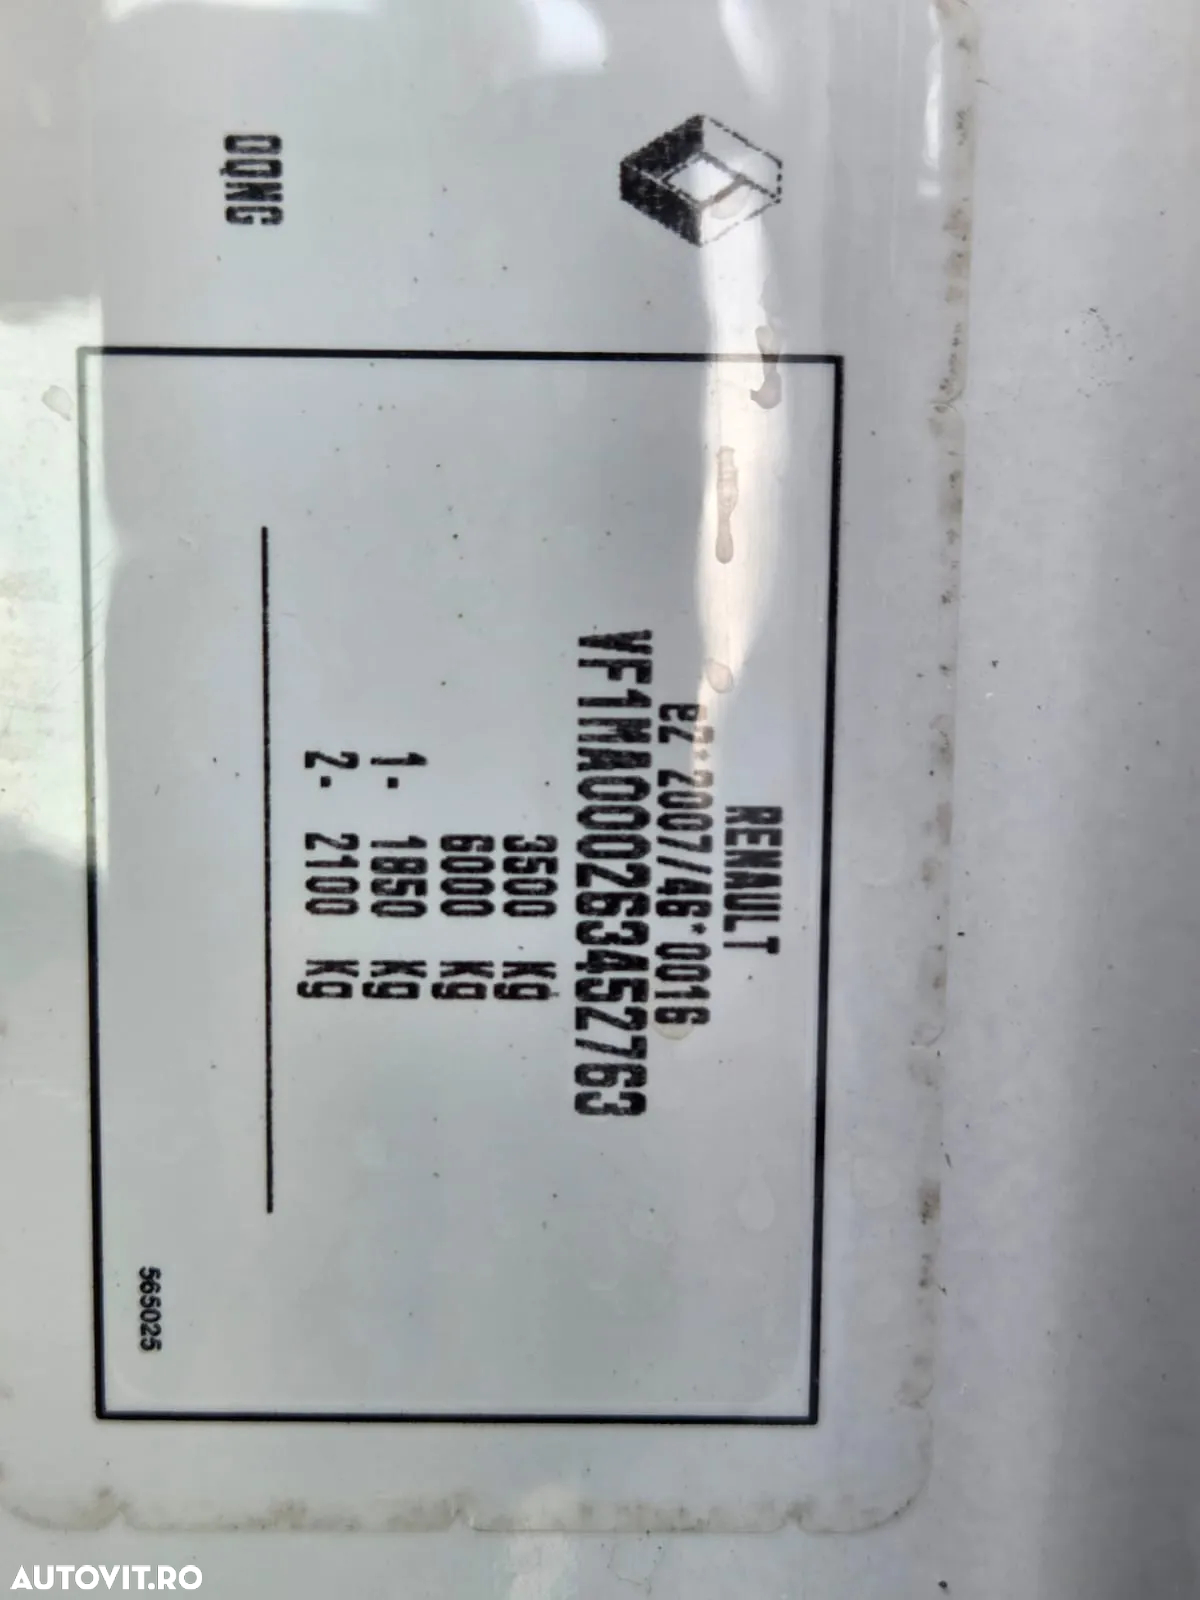 RENAULT
e2*2007/46*0016
VF1MA000263452763
3500 Kg
6000 Kg
1- 1850 Kg
2- 2100 Kg
DQNG
565025
AUTOVIT.RO